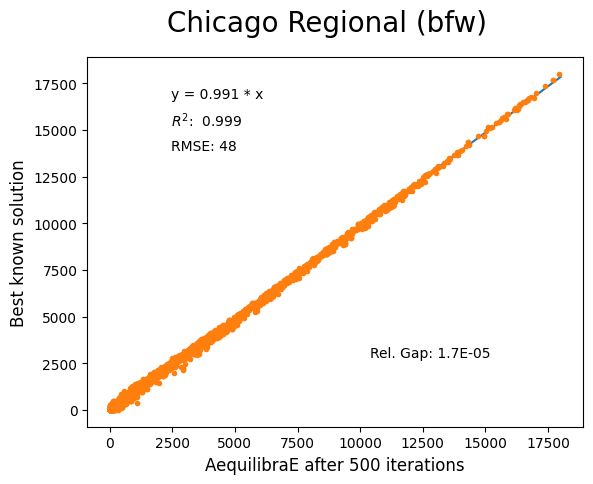 Chicago Regional (bfw)
y = 0.991 * x
R²: 0.999
RMSE: 48
Rel. Gap: 1.7E-05
Best known solution
17500
15000
12500
10000
7500
5000
2500
0
0 2500 5000 7500 10000 12500 15000 17500
AequilibraE after 500 iterations